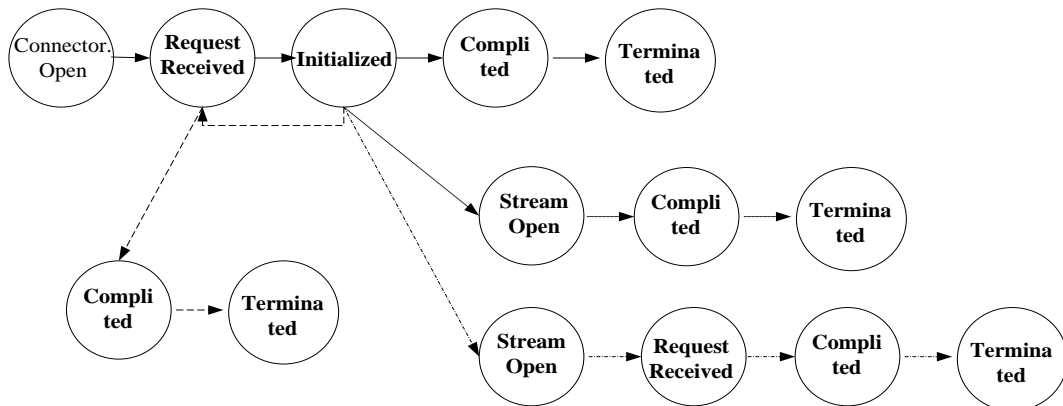 Connector.
Open
Request
Received
Initialized
Compli
ted
Termina
ted
Stream
Open
Compli
ted
Termina
ted
Compli
ted
Termina
ted
Stream
Open
Request
Received
Compli
ted
Termina
ted